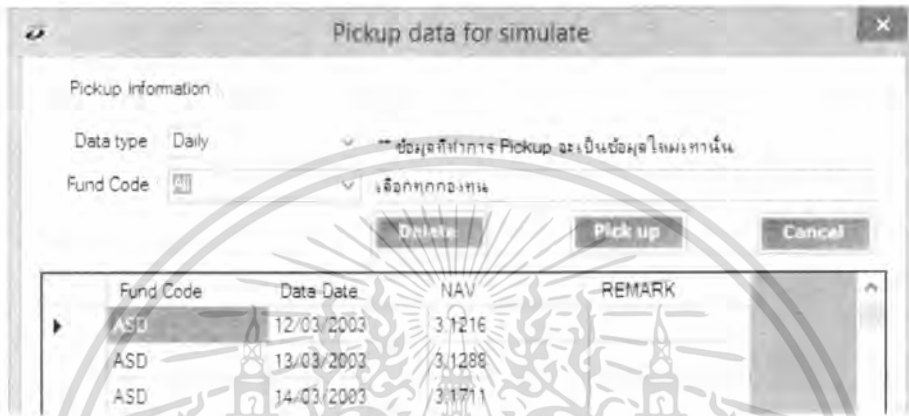 Pickup data for simulate
Pickup Information
Data type Daily ** ข้อมูลที่ทำการ Pickup จะเป็นข้อมูลใหม่เท่านั้น
Fund Code All เลือกทุกกองทุน
Delete Pick up Cancel
Fund Code Data Date NAV REMARK
ASD 12/03/2003 3.1216
ASD 13/03/2003 3.1288
ASD 14/03/2003 3.1711